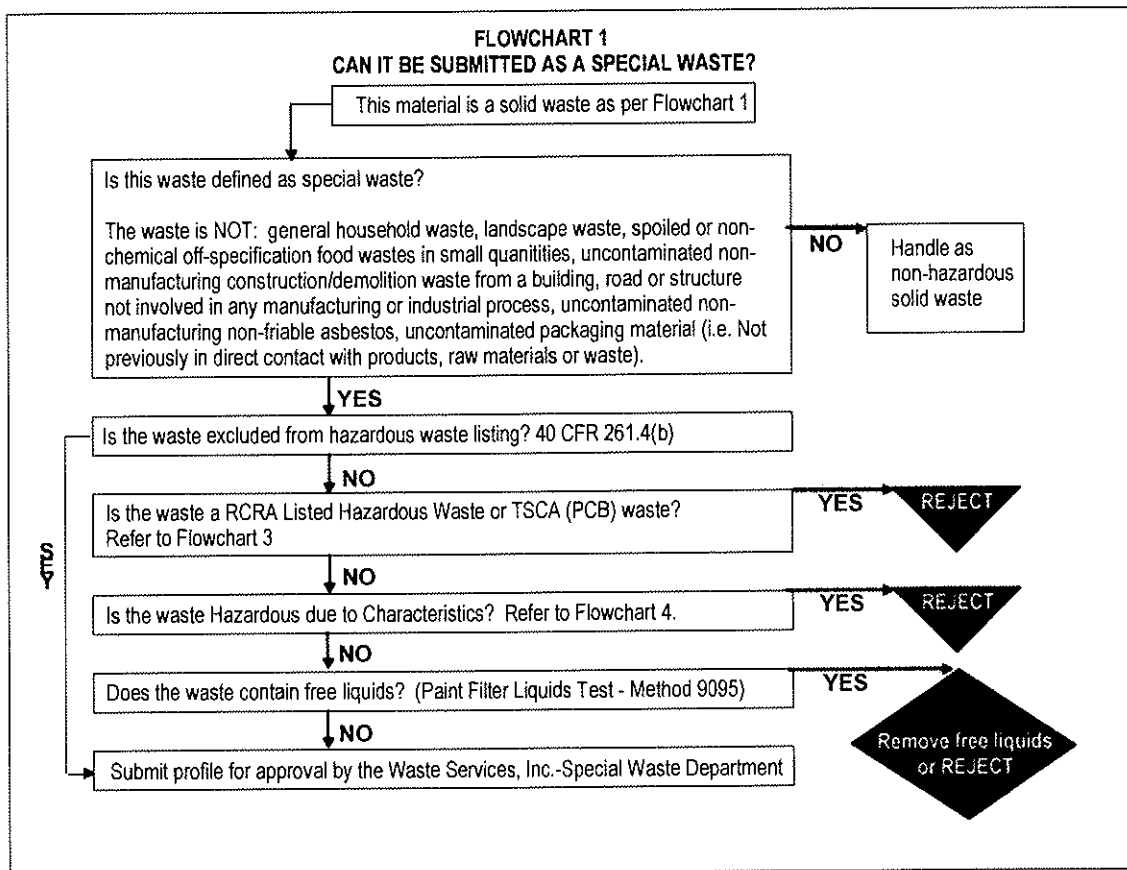 FLOWCHART 1
CAN IT BE SUBMITTED AS A SPECIAL WASTE?
This material is a solid waste as per Flowchart 1
Is this waste defined as special waste?
The waste is NOT: general household waste, landscape waste, spoiled or non-
chemical off-specification food wastes in small quanitities, uncontaminated non-
manufacturing construction/demolition waste from a building, road or structure
not involved in any manufacturing or industrial process, uncontaminated non-
manufacturing non-friable asbestos, uncontaminated packaging material (i.e. Not
previously in direct contact with products, raw materials or waste).
NO
Handle as
non-hazardous
solid waste
YES
Is the waste excluded from hazardous waste listing? 40 CFR 261.4(b)
NO
YES
Is the waste a RCRA Listed Hazardous Waste or TSCA (PCB) waste?
Refer to Flowchart 3
YES
REJECT
NO
Is the waste Hazardous due to Characteristics? Refer to Flowchart 4.
YES
REJECT
NO
Does the waste contain free liquids? (Paint Filter Liquids Test - Method 9095)
YES
Remove free liquids
or REJECT
NO
Submit profile for approval by the Waste Services, Inc.-Special Waste Department